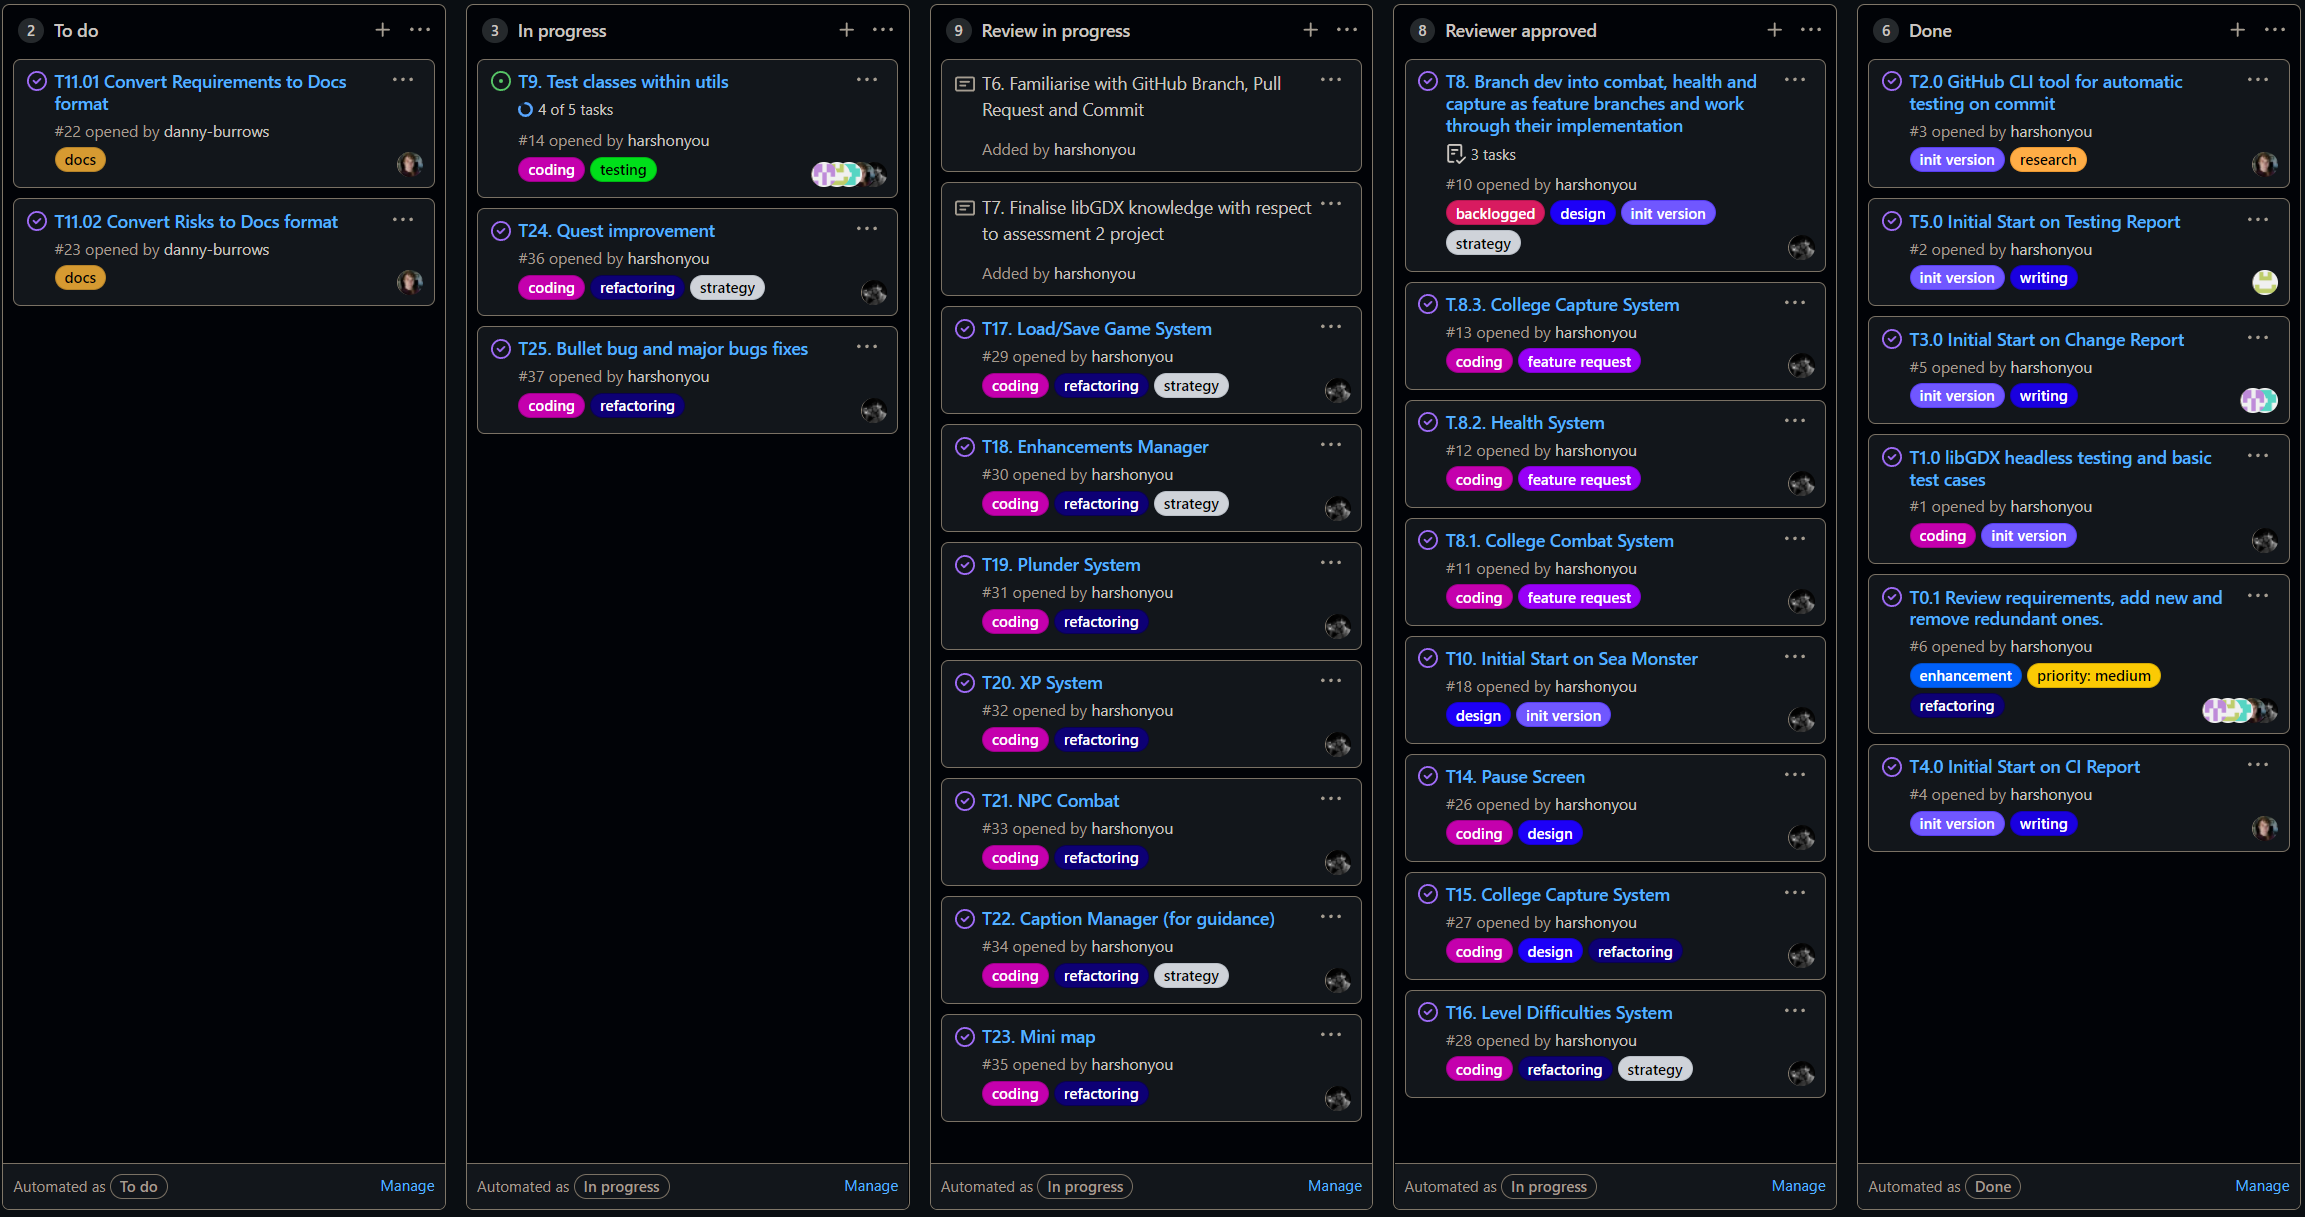 2 To do
T11.01 Convert Requirements to Docs
format
#22 opened by danny-burrows
docs
T11.02 Convert Risks to Docs format
#23 opened by danny-burrows
docs
Automated as To do Manage
3 In progress
T9. Test classes within utils
4 of 5 tasks
#14 opened by harshonyou
coding testing
T24. Quest improvement
#36 opened by harshonyou
coding refactoring strategy
T25. Bullet bug and major bugs fixes
#37 opened by harshonyou
coding refactoring
Automated as In progress Manage
9 Review in progress
T6. Familiarise with GitHub Branch, Pull
Request and Commit
Added by harshonyou
T7. Finalise libGDX knowledge with respect
to assessment 2 project
Added by harshonyou
T17. Load/Save Game System
#29 opened by harshonyou
coding refactoring strategy
T18. Enhancements Manager
#30 opened by harshonyou
coding refactoring strategy
T19. Plunder System
#31 opened by harshonyou
coding refactoring
T20. XP System
#32 opened by harshonyou
coding refactoring
T21. NPC Combat
#33 opened by harshonyou
coding refactoring
T22. Caption Manager (for guidance)
#34 opened by harshonyou
coding refactoring strategy
T23. Mini map
#35 opened by harshonyou
coding refactoring
Automated as In progress Manage
8 Reviewer approved
T8. Branch dev into combat, health and
capture as feature branches and work
through their implementation
3 tasks
#10 opened by harshonyou
backlogged design init version
strategy
T.8.3. College Capture System
#13 opened by harshonyou
coding feature request
T.8.2. Health System
#12 opened by harshonyou
coding feature request
T8.1. College Combat System
#11 opened by harshonyou
coding feature request
T10. Initial Start on Sea Monster
#18 opened by harshonyou
design init version
T14. Pause Screen
#26 opened by harshonyou
coding design
T15. College Capture System
#27 opened by harshonyou
coding design refactoring
T16. Level Difficulties System
#28 opened by harshonyou
coding refactoring strategy
Automated as In progress Manage
6 Done
T2.0 GitHub CLI tool for automatic
testing on commit
#3 opened by harshonyou
init version research
T5.0 Initial Start on Testing Report
#2 opened by harshonyou
init version writing
T3.0 Initial Start on Change Report
#5 opened by harshonyou
init version writing
T1.0 libGDX headless testing and basic
test cases
#1 opened by harshonyou
coding init version
T0.1 Review requirements, add new and
remove redundant ones.
#6 opened by harshonyou
enhancement priority: medium
refactoring
T4.0 Initial Start on CI Report
#4 opened by harshonyou
init version writing
Automated as Done Manage